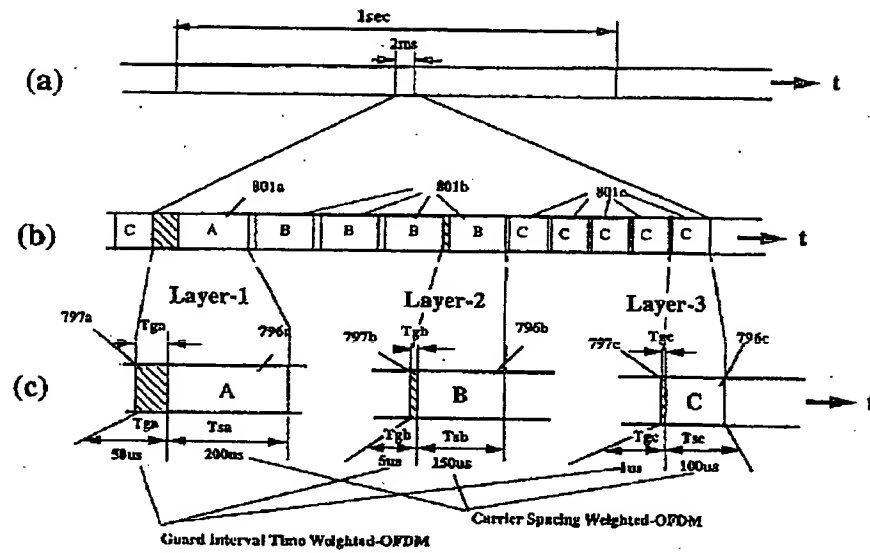 1sec
2ms
(a)
t
801a
801b
801c
(b)
C
A
B
B
B
B
C
C
C
C
C
t
Layer-1
Layer-2
Layer-3
797a
Tga
796a
797b
Tgb
796b
797c
Tgc
796c
(c)
A
B
C
t
Tga
Tsa
Tgb
Tsb
Tgc
Tsc
50us
200us
5us
150us
1us
100us
Carrier Spacing Weighted-OFDM
Guard Interval Time Weighted-OFDM